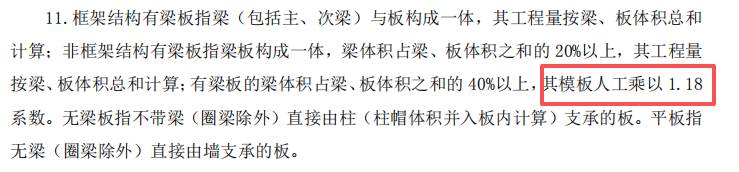 11.框架结构有梁板指梁（包括主、次梁）与板构成一体，其工程量按梁、板体积总和
计算；非框架结构有梁板指梁板构成一体，梁体积占梁、板体积之和的 20%以上，其工程量
按梁、板体积总和计算；有梁板的梁体积占梁、板体积之和的 40%以上，其模板人工乘以 1.18
系数。无梁板指不带梁（圈梁除外）直接由柱（柱帽体积并入板内计算）支承的板。平板指
无梁（圈梁除外）直接由墙支承的板。